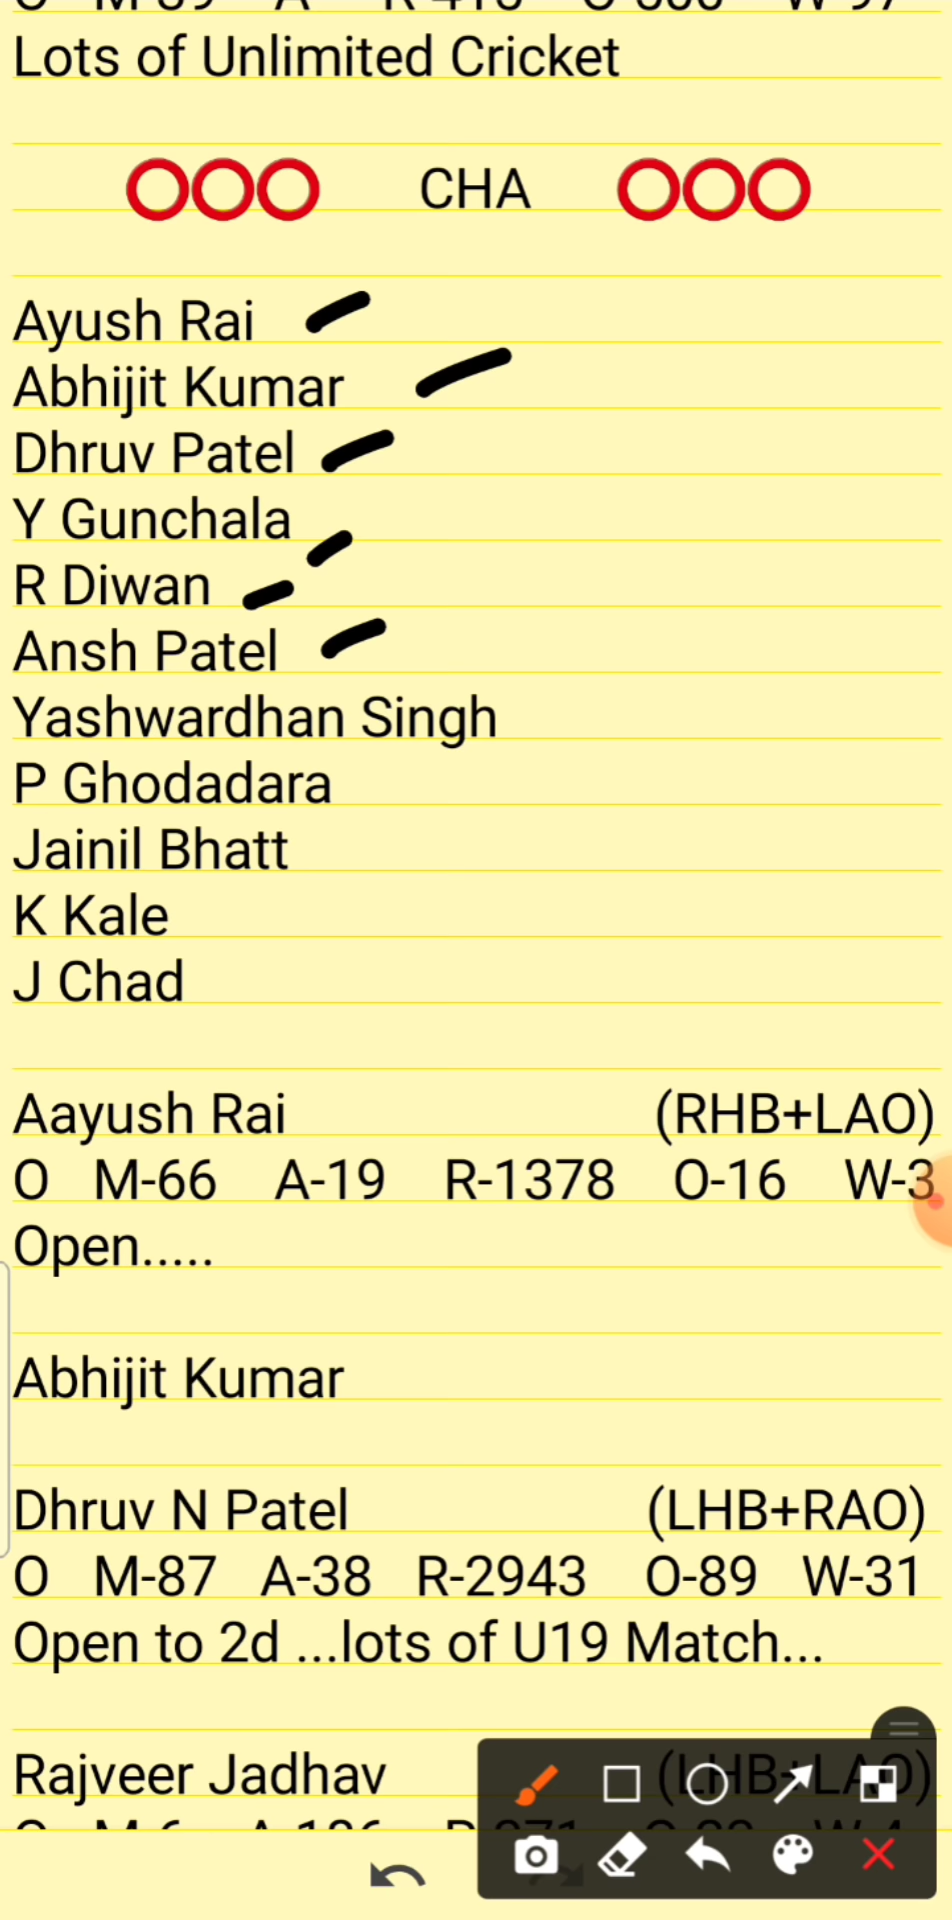 Lots of Unlimited Cricket
CHA
Ayush Rai
Abhijit Kumar
Dhruv Patel
Y Gunchala
R Diwan
Ansh Patel
Yashwardhan Singh
P Ghodadara
Jainil Bhatt
K Kale
J Chad
Aayush Rai (RHB+LAO)
O M-66 A-19 R-1378 O-16 W-3
Open.....
Abhijit Kumar
Dhruv N Patel (LHB+RAO)
O M-87 A-38 R-2943 O-89 W-31
Open to 2d ...lots of U19 Match...
Rajveer Jadhav (LHB+LAO)